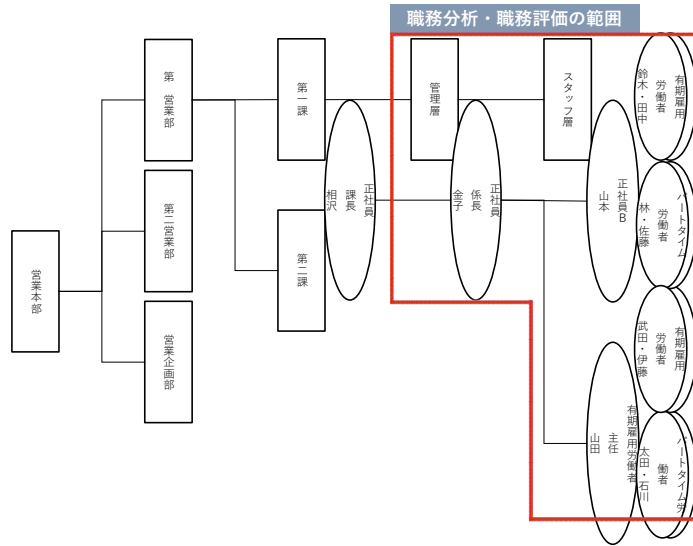 職務分析・職務評価の範囲
営業本部
第 営業部
第二営業部
営業企画部
第一課
第二課
正社員
課長
相沢
管理層
正社員
係長
金子
スタッフ層
正社員B
山本
有期雇用労働者
主任
山田
有期雇用
労働者
鈴木・田中
パートタイム
労働者
林・佐藤
有期雇用
労働者
武田・伊藤
パートタイム労
働者
太田・石川